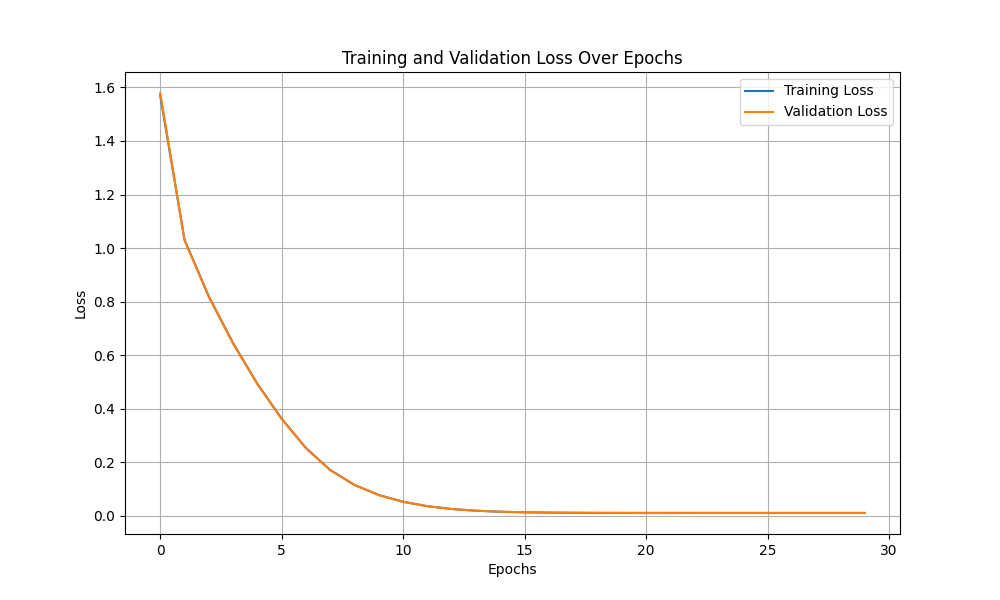 Training and Validation Loss Over Epochs
Training Loss
Validation Loss
1.6
1.4
1.2
1.0
0.8
0.6
0.4
0.2
0.0
Loss
0 5 10 15 20 25 30
Epochs